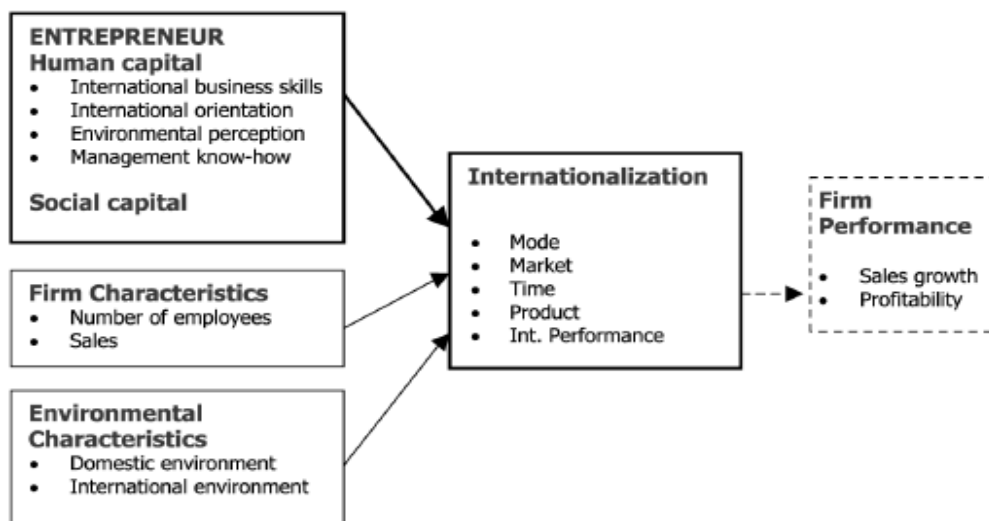 ENTREPRENEUR
Human capital
• International business skills
• International orientation
• Environmental perception
• Management know-how
Social capital
Firm Characteristics
• Number of employees
• Sales
Environmental
Characteristics
• Domestic environment
• International environment
Internationalization
• Mode
• Market
• Time
• Product
• Int. Performance
Firm
Performance
• Sales growth
• Profitability